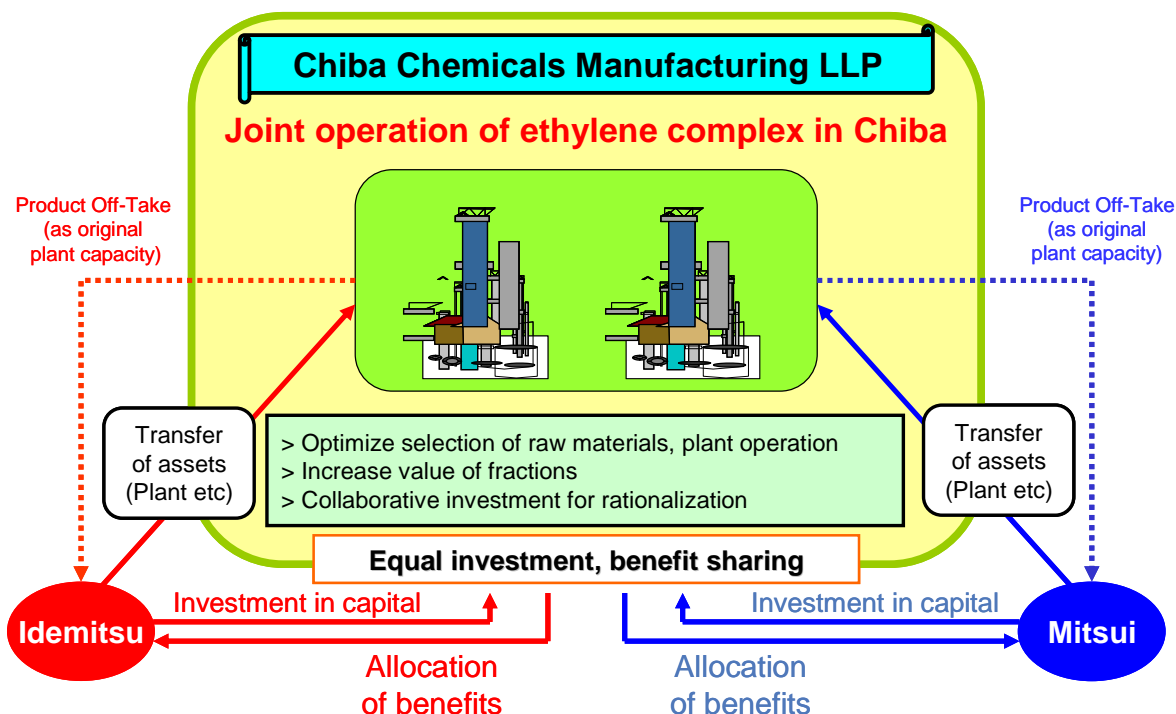 Chiba Chemicals Manufacturing LLP
Joint operation of ethylene complex in Chiba
Product Off-Take
(as original
plant capacity)
Product Off-Take
(as original
plant capacity)
Transfer
of assets
(Plant etc)
> Optimize selection of raw materials, plant operation
> Increase value of fractions
> Collaborative investment for rationalization
Transfer
of assets
(Plant etc)
Equal investment, benefit sharing
Idemitsu
Investment in capital
Investment in capital
Mitsui
Allocation
of benefits
Allocation
of benefits